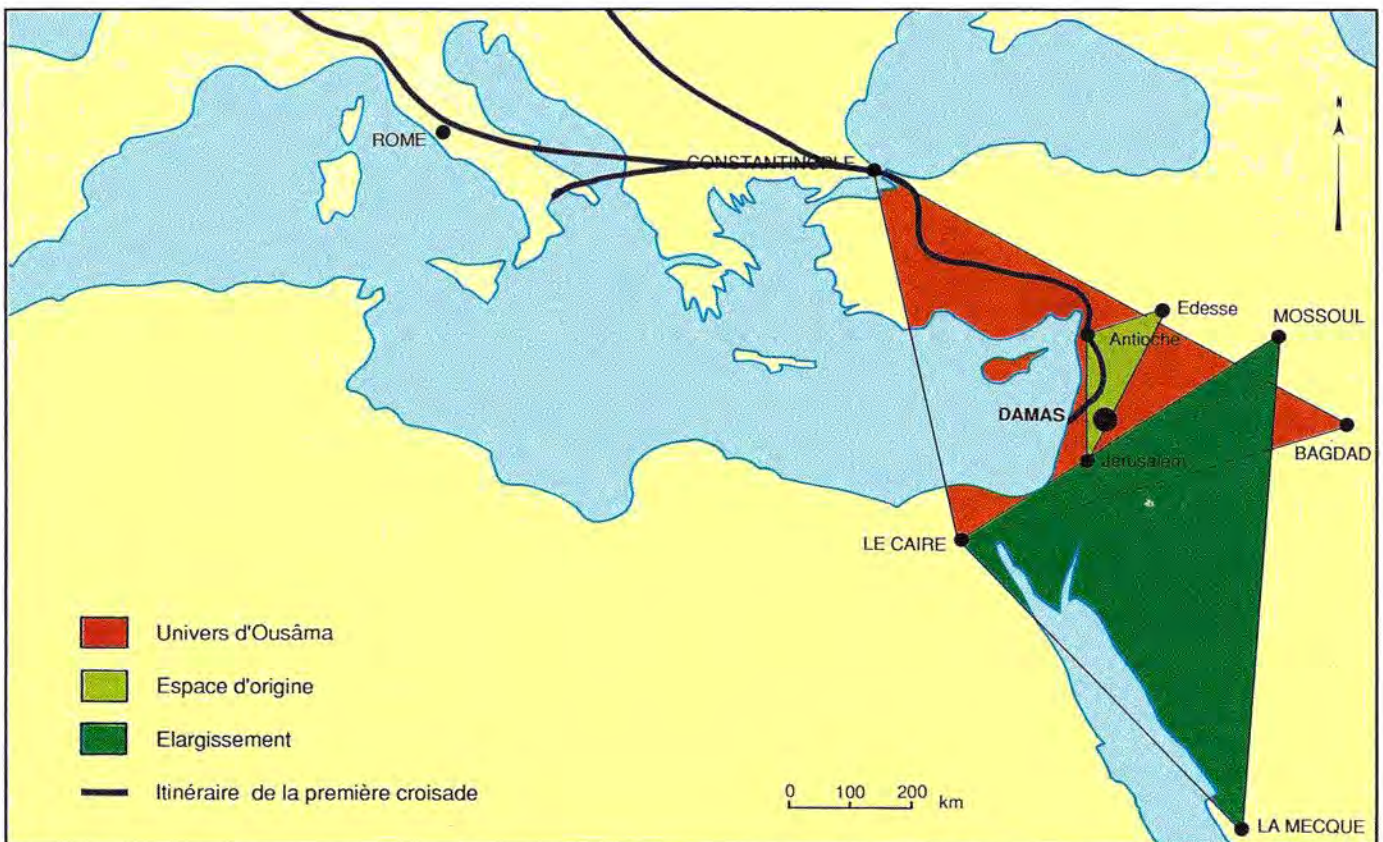 N
ROME
CONSTANTINOPLE
Edesse
MOSSOUL
Antioche
DAMAS
BAGDAD
Jérusalem
LE CAIRE
Univers d'Ousâma
Espace d'origine
Elargissement
Itinéraire de la première croisade
0 100 200 km
LA MECQUE